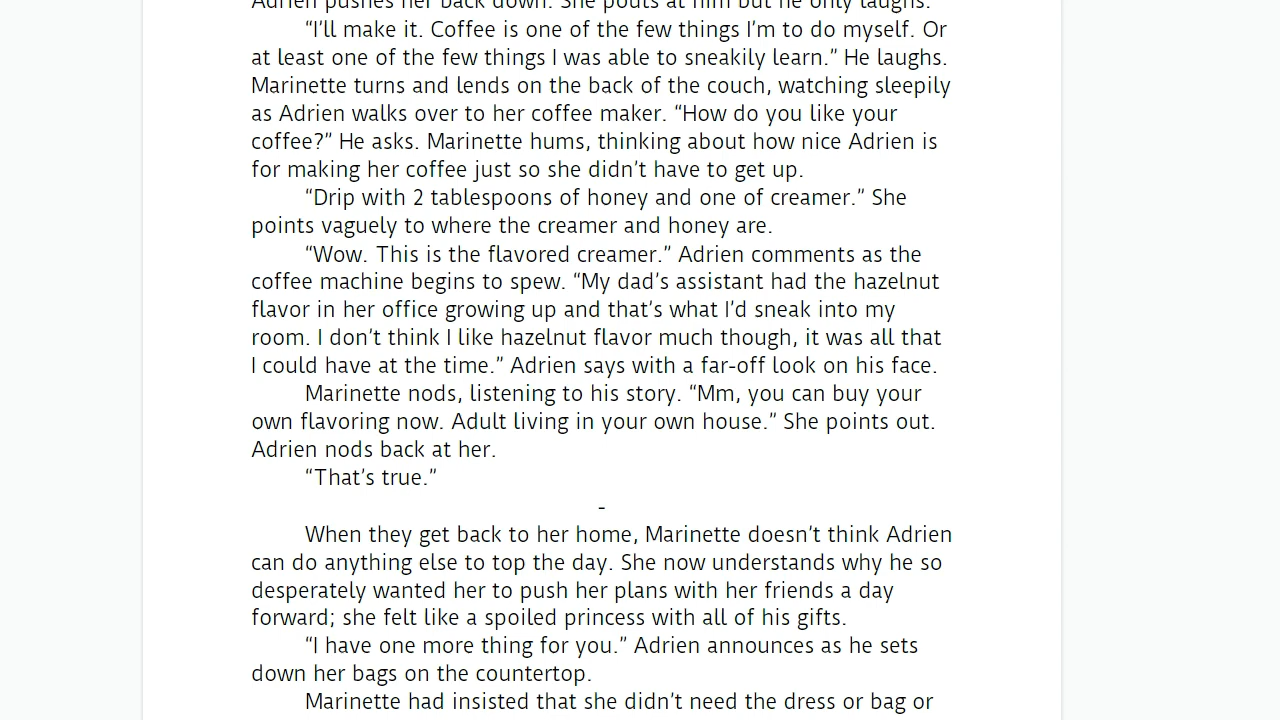 Adrien pushes her back down. She pouts at him but he only laughs.
“I’ll make it. Coffee is one of the few things I’m to do myself. Or
at least one of the few things I was able to sneakily learn.” He laughs.
Marinette turns and lends on the back of the couch, watching sleepily
as Adrien walks over to her coffee maker. “How do you like your
coffee?” He asks. Marinette hums, thinking about how nice Adrien is
for making her coffee just so she didn’t have to get up.
“Drip with 2 tablespoons of honey and one of creamer.” She
points vaguely to where the creamer and honey are.
“Wow. This is the flavored creamer.” Adrien comments as the
coffee machine begins to spew. “My dad’s assistant had the hazelnut
flavor in her office growing up and that’s what I’d sneak into my
room. I don’t think I like hazelnut flavor much though, it was all that
I could have at the time.” Adrien says with a far-off look on his face.
Marinette nods, listening to his story. “Mm, you can buy your
own flavoring now. Adult living in your own house.” She points out.
Adrien nods back at her.
“That’s true.”
-
When they get back to her home, Marinette doesn’t think Adrien
can do anything else to top the day. She now understands why he so
desperately wanted her to push her plans with her friends a day
forward; she felt like a spoiled princess with all of his gifts.
“I have one more thing for you.” Adrien announces as he sets
down her bags on the countertop.
Marinette had insisted that she didn’t need the dress or bag or